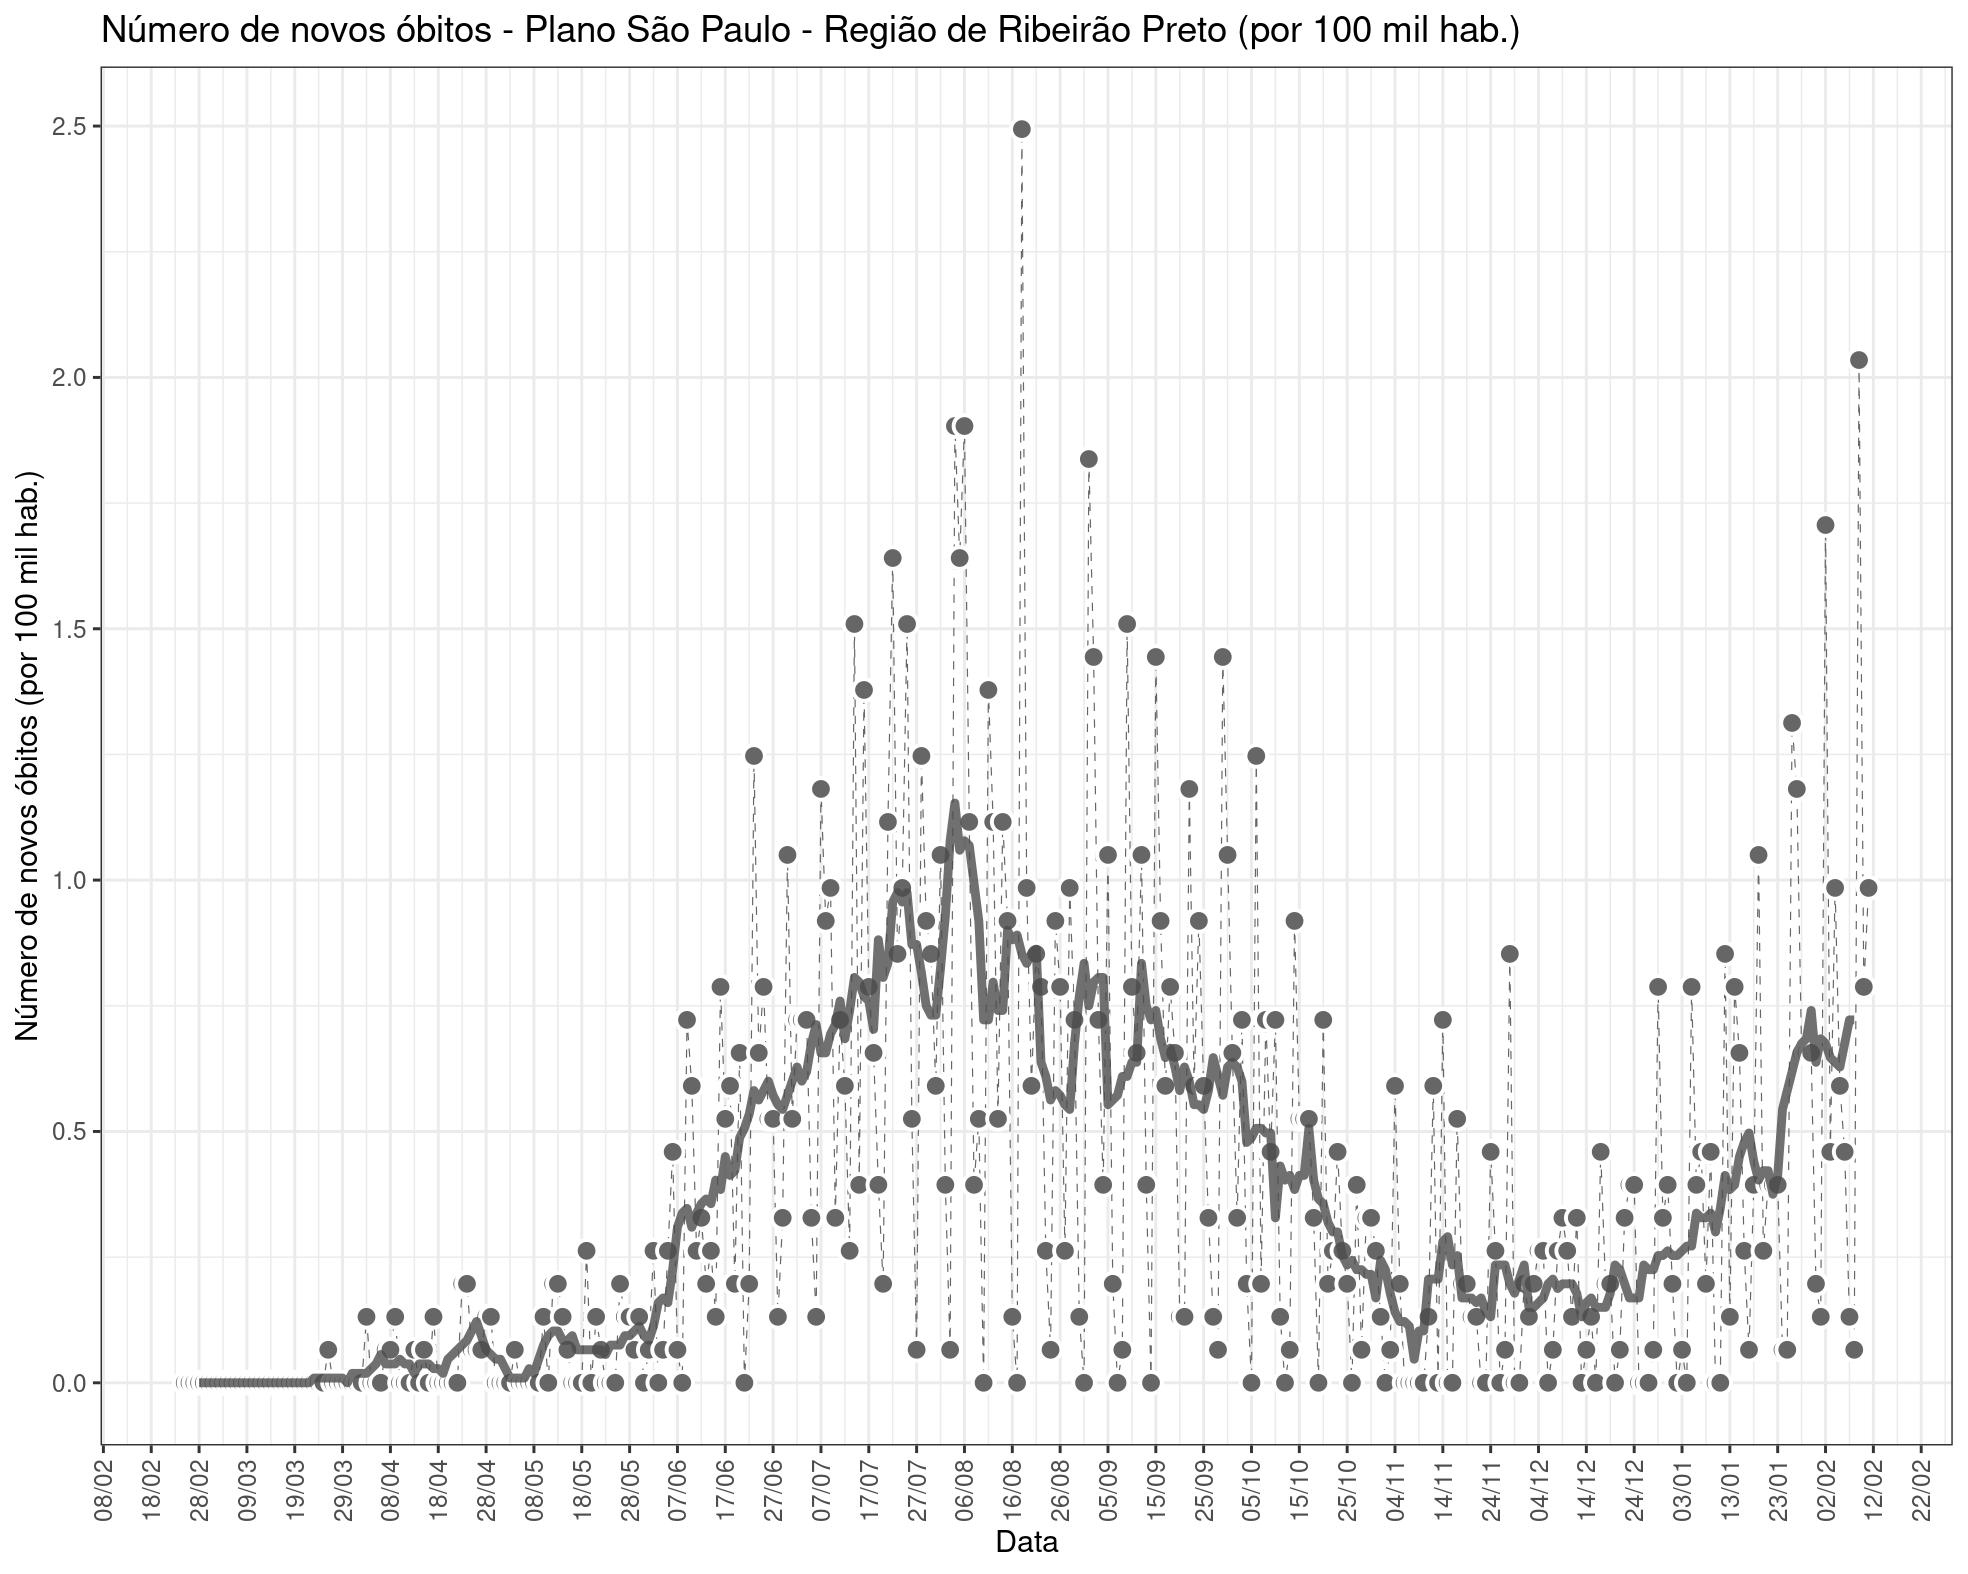 Número de novos óbitos - Plano São Paulo - Região de Ribeirão Preto (por 100 mil hab.)
Número de novos óbitos (por 100 mil hab.)
2.5
2.0
1.5
1.0
0.5
0.0
08/02 18/02 28/02 09/03 19/03 29/03 08/04 18/04 28/04 08/05 18/05 28/05 07/06 17/06 27/06 07/07 17/07 27/07 06/08 16/08 26/08 05/09 15/09 25/09 05/10 15/10 25/10 04/11 14/11 24/11 04/12 14/12 24/12 03/01 13/01 23/01 02/02 12/02 22/02
Data